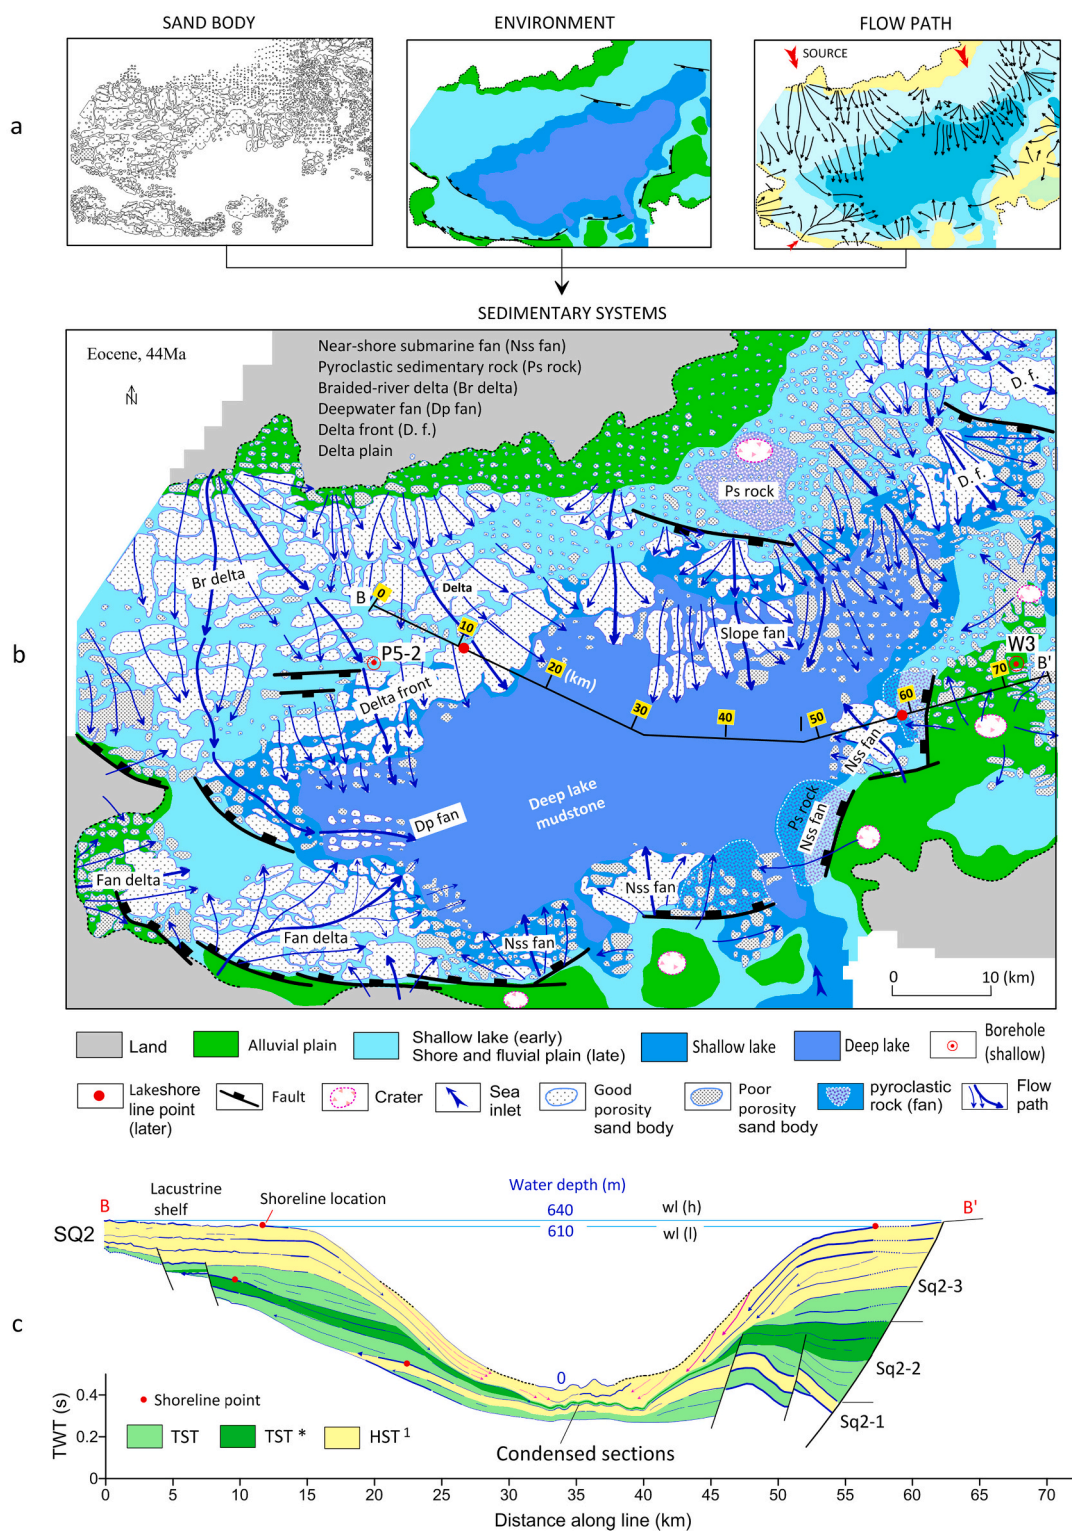 SAND BODY
ENVIRONMENT
FLOW PATH
a
SOURCE
SEDIMENTARY SYSTEMS
b
Eocene, 44Ma
N
Near-shore submarine fan (Nss fan)
Pyroclastic sedimentary rock (Ps rock)
Braided-river delta (Br delta)
Deepwater fan (Dp fan)
Delta front (D. f.)
Delta plain
D. f.
D. f.
Ps rock
Br delta
B
0
Delta
10
P5-2
Delta front
20 (km)
Slope fan
30
40
50
60
70
W3
B'
Nss fan
Deep lake
mudstone
Dp fan
Ps rock
Nss fan
Fan delta
Fan delta
Nss fan
Nss fan
0 10 (km)
Land
Alluvial plain
Shallow lake (early)
Shore and fluvial plain (late)
Shallow lake
Deep lake
Borehole
(shallow)
Lakeshore
line point
(later)
Fault
Crater
Sea
inlet
Good
porosity
sand body
Poor
porosity
sand body
pyroclastic
rock (fan)
Flow
path
c
B
Lacustrine
shelf
Shoreline location
Water depth (m)
640
610
wl (h)
wl (l)
B'
SQ2
Sq2-3
Sq2-2
Sq2-1
0
Condensed sections
Shoreline point
TST
TST *
HST 1
TWT (s)
0.4
0.2
0
0 5 10 15 20 25 30 35 40 45 50 55 60 65 70
Distance along line (km)